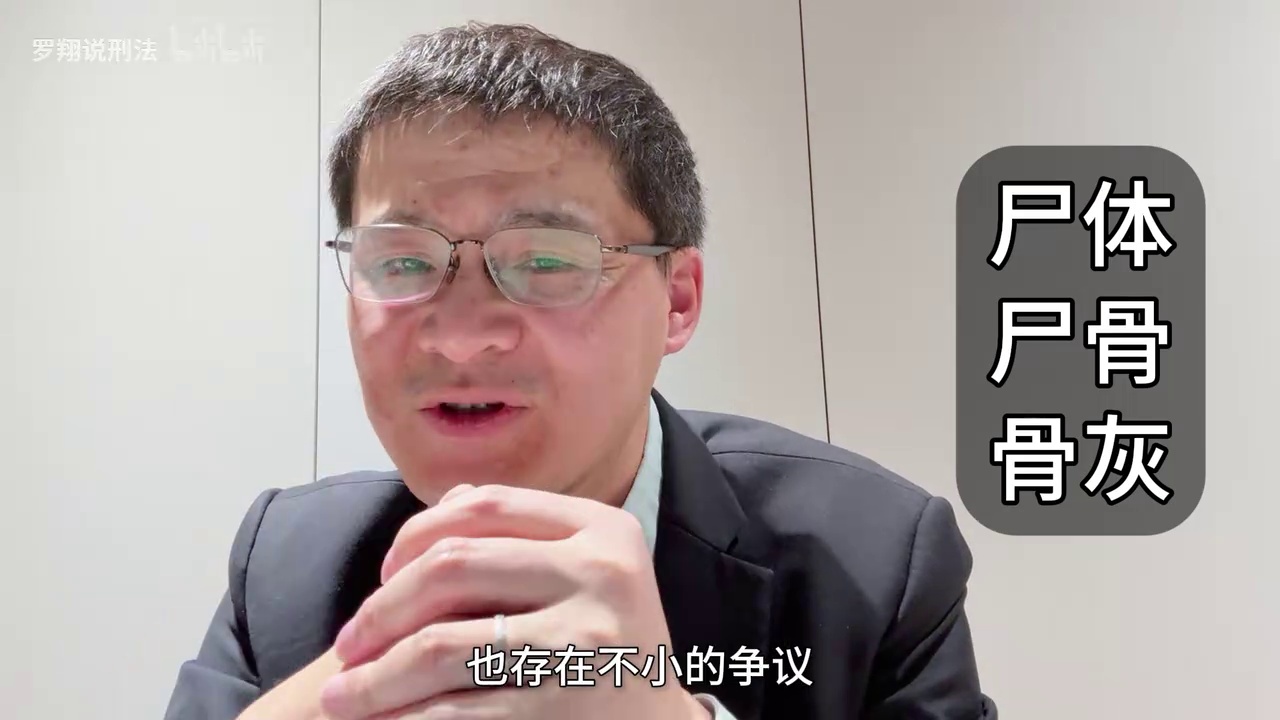 罗翔说刑法
尸体
尸骨
骨灰
也存在不小的争议